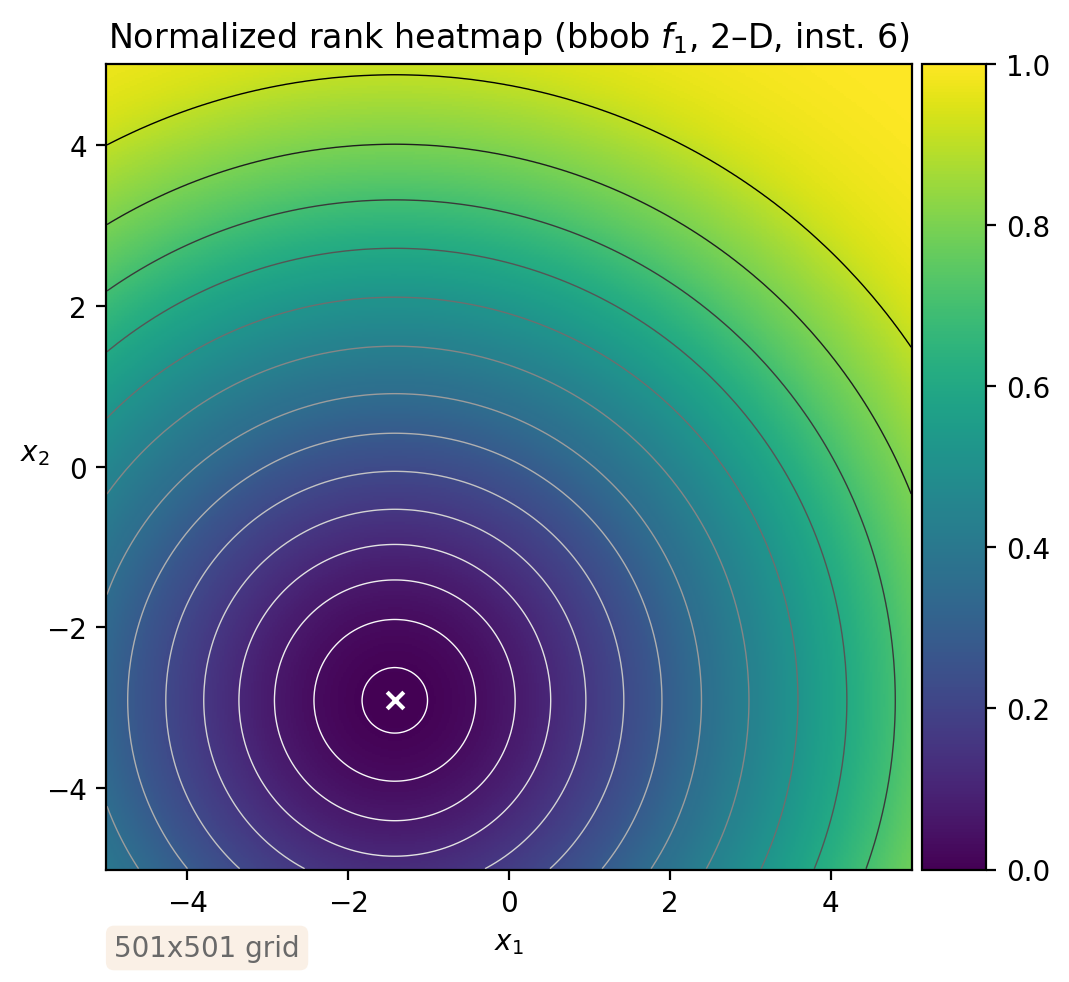 Normalized rank heatmap (bbob f₁, 2–D, inst. 6)
1.0
0.8
0.6
0.4
0.2
0.0
4
2
0
−2
−4
x₂
−4 −2 0 2 4
x₁
501x501 grid